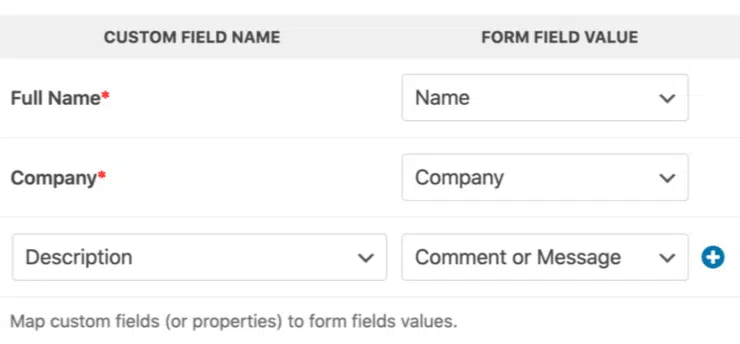 CUSTOM FIELD NAME FORM FIELD VALUE
Full Name* Name
Company* Company
Description Comment or Message
Map custom fields (or properties) to form fields values.